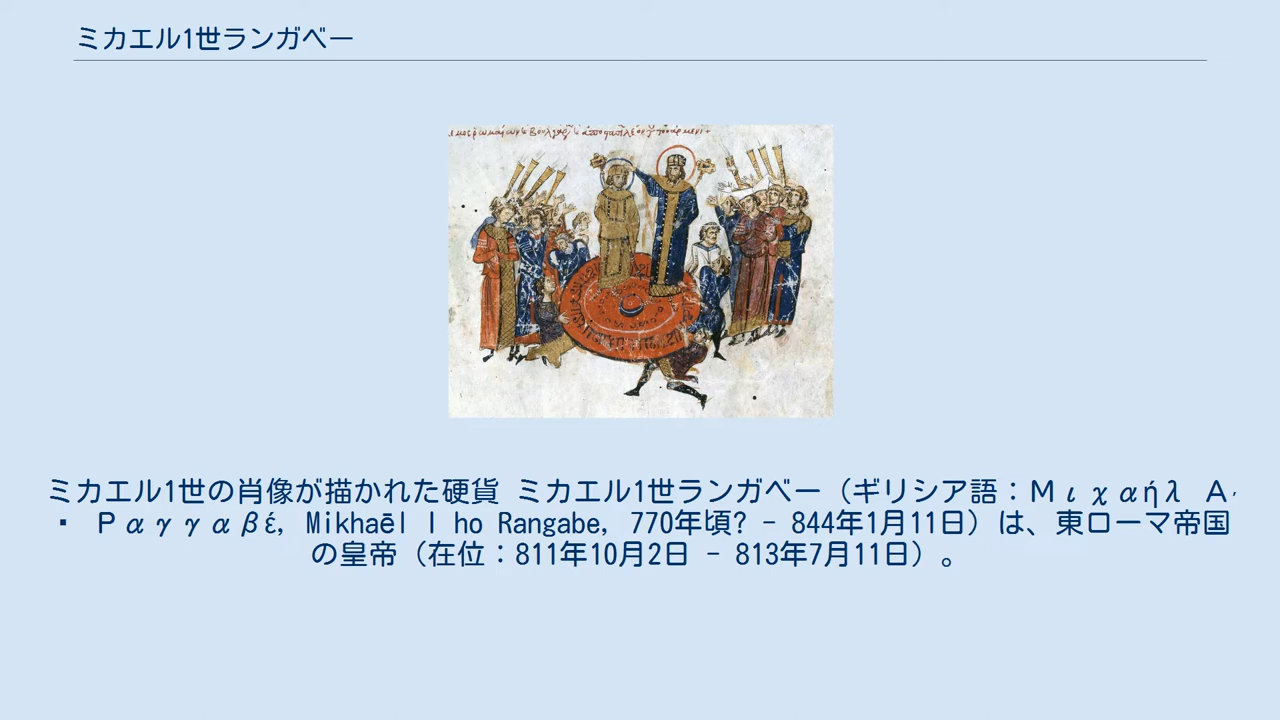 ミカエル1世ランガベー
ミカエル1世の肖像が描かれた硬貨 ミカエル1世ランガベー（ギリシア語：Μιχαήλ Α,
▪ Ραγγαβέ, Mikhaēl I ho Rangabe, 770年頃? - 844年1月11日）は、東ローマ帝国
の皇帝（在位：811年10月2日 - 813年7月11日）。